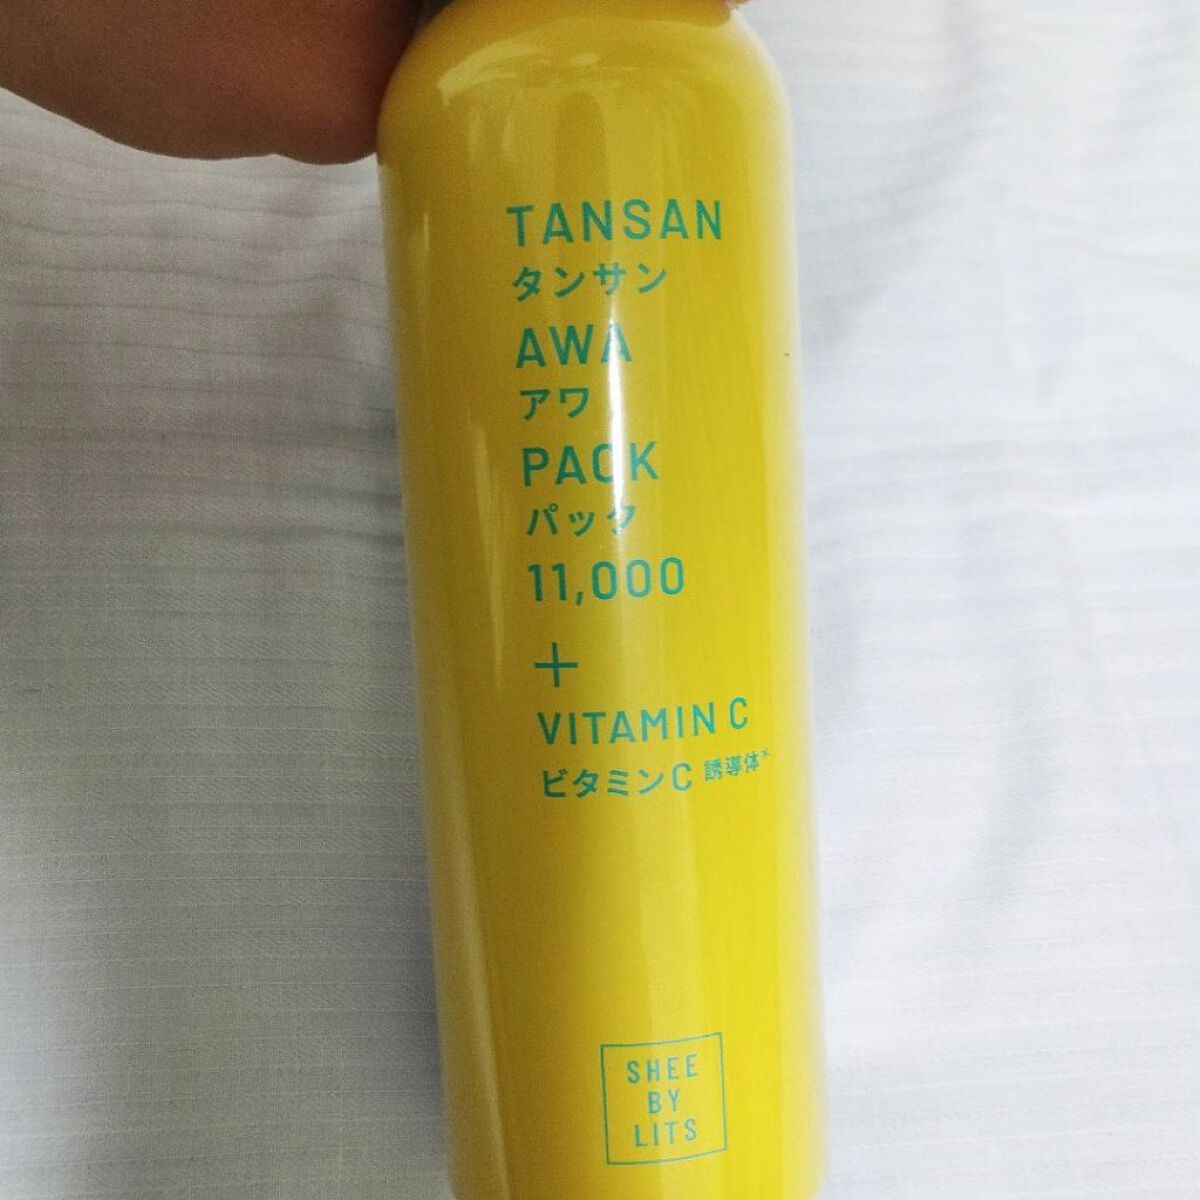 TANSAN
タンサン
AWA
アワ
PACK
パック
11,000
+
VITAMIN C
ビタミンC 誘導体*
SHEE
BY
LITS